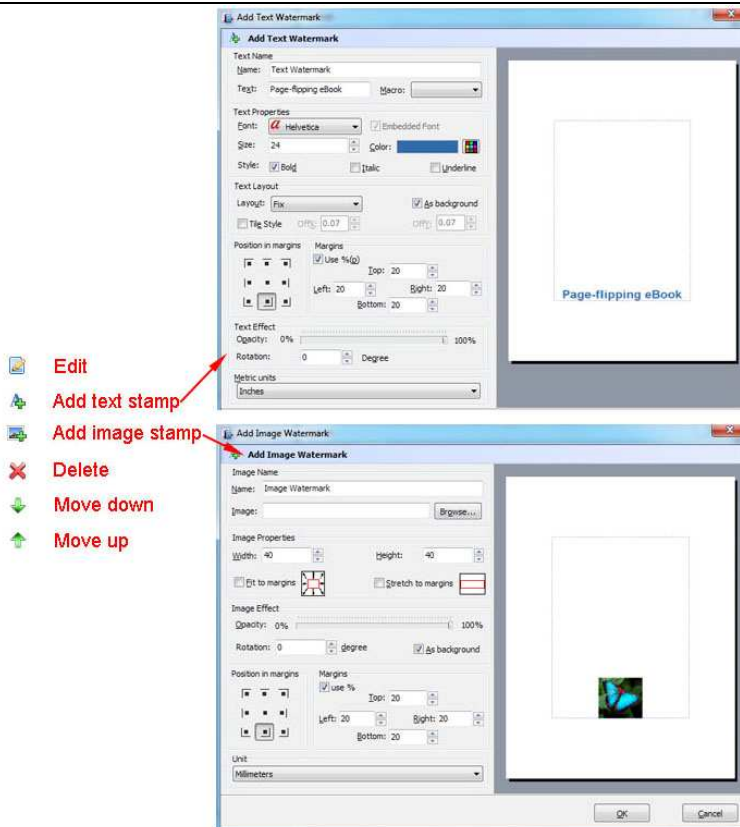 Edit
Add text stamp
Add image stamp
Delete
Move down
Move up
Add Text Watermark
Add Text Watermark
Text Name
Name: Text Watermark
Text: Page-flipping eBook Macro:
Text Properties
Font: a Helvetica Embedded Font
Size: 24 Color:
Style: Bold Italic Underline
Text Layout
Layout: Fix As background
Tile Style OffX: 0.07 OffY: 0.07
Position in margins Margins
Use %(p)
Top: 20
Left: 20 Right: 20
Bottom: 20
Text Effect
Opacity: 0% 100%
Rotation: 0 Degree
Metric units
Inches
Page-flipping eBook
Add Image Watermark
Add Image Watermark
Image Name
Name: Image Watermark
Image: Browse...
Image Properties
Width: 40 Height: 40
Fit to margins Stretch to margins
Image Effect
Opacity: 0% 100%
Rotation: 0 degree As background
Position in margins Margins
use %
Top: 20
Left: 20 Right: 20
Bottom: 20
Unit
Millimeters
OK Cancel